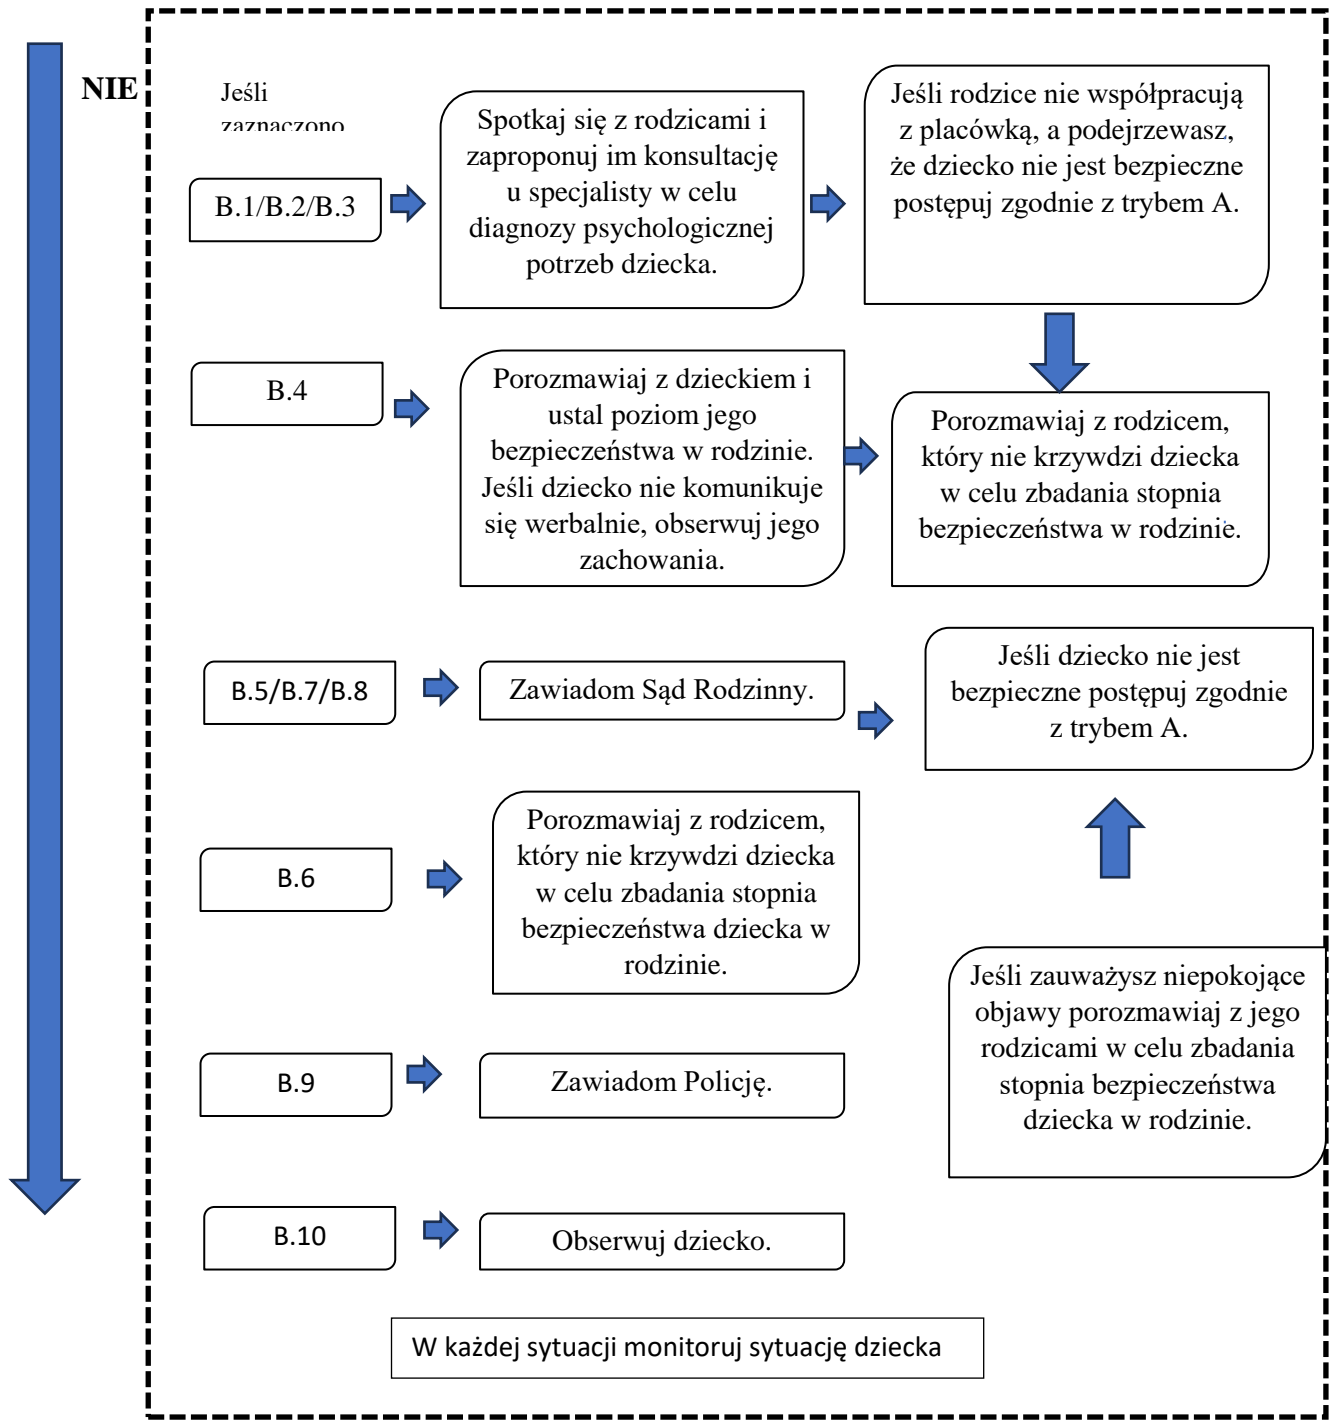 NIE
Jeśli
zaznaczono
B.1/B.2/B.3
Spotkaj się z rodzicami i
zaproponuj im konsultację
u specjalisty w celu
diagnozy psychologicznej
potrzeb dziecka.
Jeśli rodzice nie współpracują
z placówką, a podejrzewasz,
że dziecko nie jest bezpieczne
postępuj zgodnie z trybem A.
B.4
Porozmawiaj z dzieckiem i
ustal poziom jego
bezpieczeństwa w rodzinie.
Jeśli dziecko nie komunikuje
się werbalnie, obserwuj jego
zachowania.
Porozmawiaj z rodzicem,
który nie krzywdzi dziecka
w celu zbadania stopnia
bezpieczeństwa w rodzinie.
B.5/B.7/B.8
Zawiadom Sąd Rodzinny.
Jeśli dziecko nie jest
bezpieczne postępuj zgodnie
z trybem A.
B.6
Porozmawiaj z rodzicem,
który nie krzywdzi dziecka
w celu zbadania stopnia
bezpieczeństwa dziecka w
rodzinie.
Jeśli zauważysz niepokojące
objawy porozmawiaj z jego
rodzicami w celu zbadania
stopnia bezpieczeństwa
dziecka w rodzinie.
B.9
Zawiadom Policję.
B.10
Obserwuj dziecko.
W każdej sytuacji monitoruj sytuację dziecka